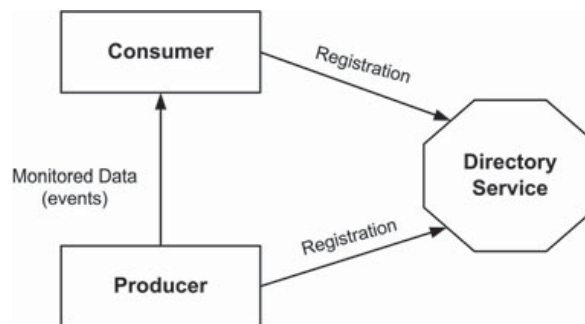 Consumer
Registration
Directory
Service
Monitored Data
(events)
Registration
Producer